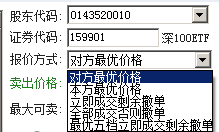 股东代码: 0143520010
证券代码: 159901 深100ETF
报价方式: 对方最优价格
卖出价格: 对方最优价格
本方最优价格
立即成交剩余撤单
最大可卖: 全部成交否则撤单
最优五档立即成交剩余撤单